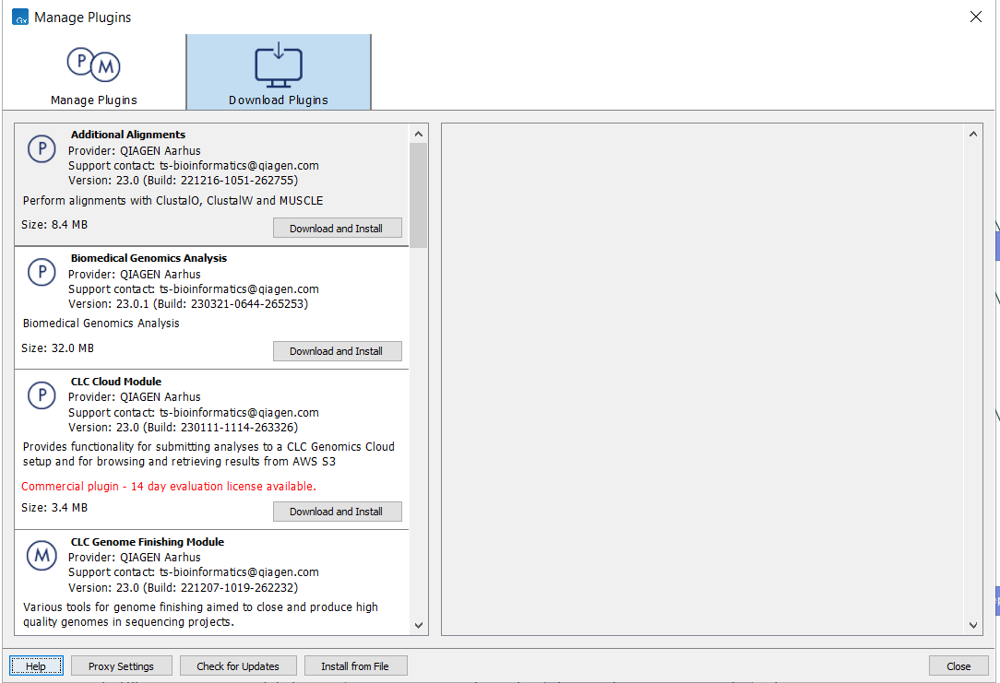 Gx Manage Plugins
P M
Manage Plugins
Download Plugins
P
Additional Alignments
Provider: QIAGEN Aarhus
Support contact: ts-bioinformatics@qiagen.com
Version: 23.0 (Build: 221216-1051-262755)
Perform alignments with ClustalO, ClustalW and MUSCLE
Size: 8.4 MB
Download and Install
P
Biomedical Genomics Analysis
Provider: QIAGEN Aarhus
Support contact: ts-bioinformatics@qiagen.com
Version: 23.0.1 (Build: 230321-0644-265253)
Biomedical Genomics Analysis
Size: 32.0 MB
Download and Install
P
CLC Cloud Module
Provider: QIAGEN Aarhus
Support contact: ts-bioinformatics@qiagen.com
Version: 23.0 (Build: 230111-1114-263326)
Provides functionality for submitting analyses to a CLC Genomics Cloud
setup and for browsing and retrieving results from AWS S3
Commercial plugin - 14 day evaluation license available.
Size: 3.4 MB
Download and Install
M
CLC Genome Finishing Module
Provider: QIAGEN Aarhus
Support contact: ts-bioinformatics@qiagen.com
Version: 23.0 (Build: 221207-1019-262232)
Various tools for genome finishing aimed to close and produce high
quality genomes in sequencing projects.
Help
Proxy Settings
Check for Updates
Install from File
Close